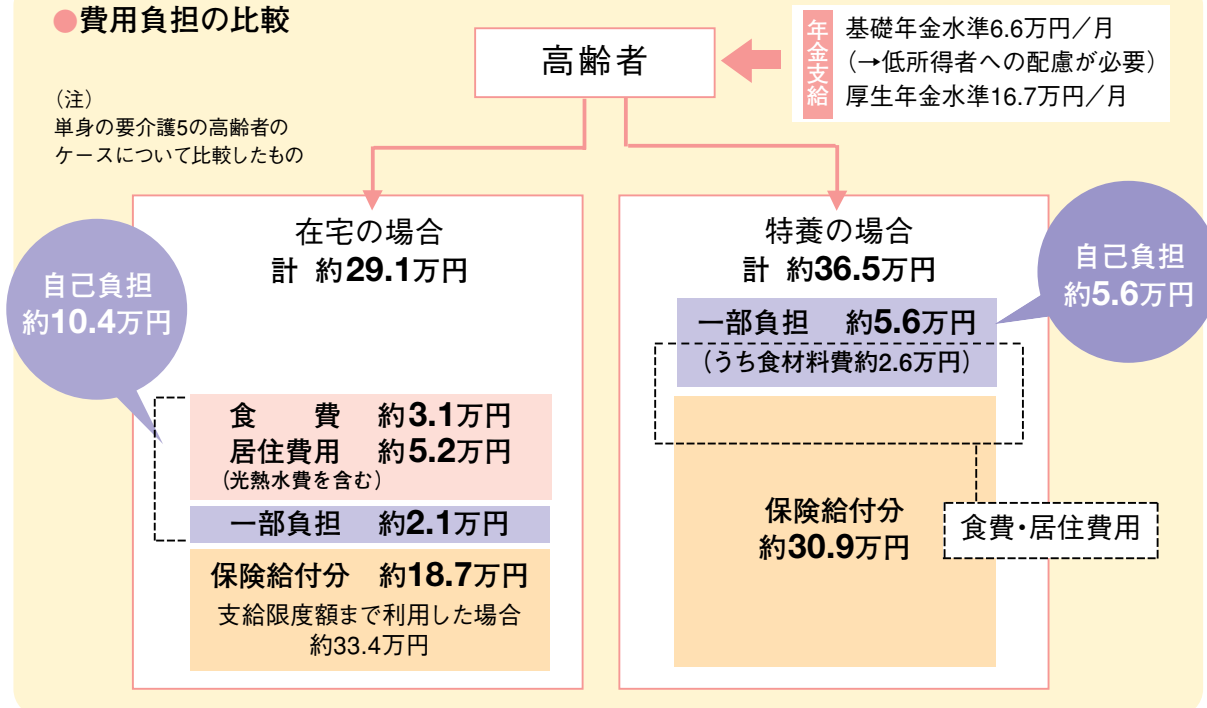 ●費用負担の比較
(注)
単身の要介護5の高齢者の
ケースについて比較したもの
高齢者
年金支給
基礎年金水準6.6万円/月
(→低所得者への配慮が必要)
厚生年金水準16.7万円/月
自己負担
約10.4万円
在宅の場合
計 約29.1万円
食 費 約3.1万円
居住費用 約5.2万円
(光熱水費を含む)
一部負担 約2.1万円
保険給付分 約18.7万円
支給限度額まで利用した場合
約33.4万円
特養の場合
計 約36.5万円
自己負担
約5.6万円
一部負担 約5.6万円
(うち食材料費約2.6万円)
保険給付分
約30.9万円
食費・居住費用